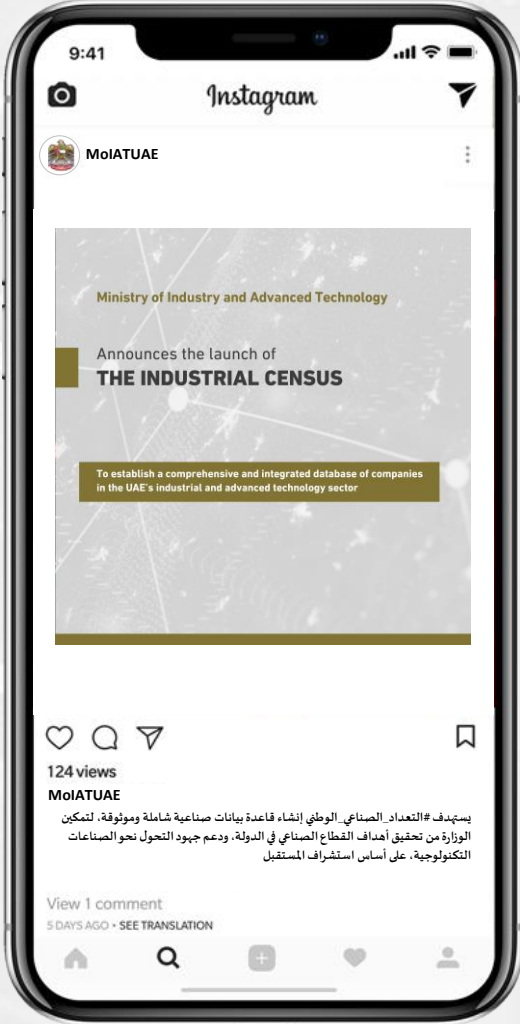 9:41
Instagram
MoIATUAE
Ministry of Industry and Advanced Technology
Announces the launch of
THE INDUSTRIAL CENSUS
To establish a comprehensive and integrated database of companies
in the UAE's industrial and advanced technology sector
124 views
MoIATUAE
يستهدف #التعداد_الصناعي_الوطني إنشاء قاعدة بيانات صناعية شاملة وموثوقة، لتمكين
الوزارة من تحقيق أهداف القطاع الصناعي في الدولة، ودعم جهود التحول نحو الصناعات
التكنولوجية، على أساس استشراف المستقبل
View 1 comment
5 DAYS AGO • SEE TRANSLATION